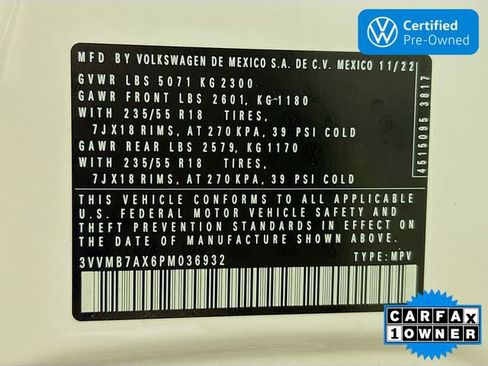 Certified
Pre-Owned
MFD BY VOLKSWAGEN DE MEXICO S.A. DE C.V. MEXICO 11/22
GVWR LBS 5071 KG 2300
GAWR FRONT LBS 2601, KG 1180
WITH 235/55 R18 TIRES,
7JX18 RIMS, AT 270 KPA, 39 PSI COLD
GAWR REAR LBS 2579, KG 1170
WITH 235/55 R18 TIRES,
7JX18 RIMS, AT 270 KPA, 39 PSI COLD
THIS VEHICLE CONFORMS TO ALL APPLICABLE
U.S. FEDERAL MOTOR VEHICLE SAFETY AND
THEFT PREVENTION STANDARDS IN EFFECT ON
THE DATE OF MANUFACTURE SHOWN ABOVE
3VVMB7AX6PM036932 TYPE: MPV
4515095 3817
CARFAX
1 OWNER